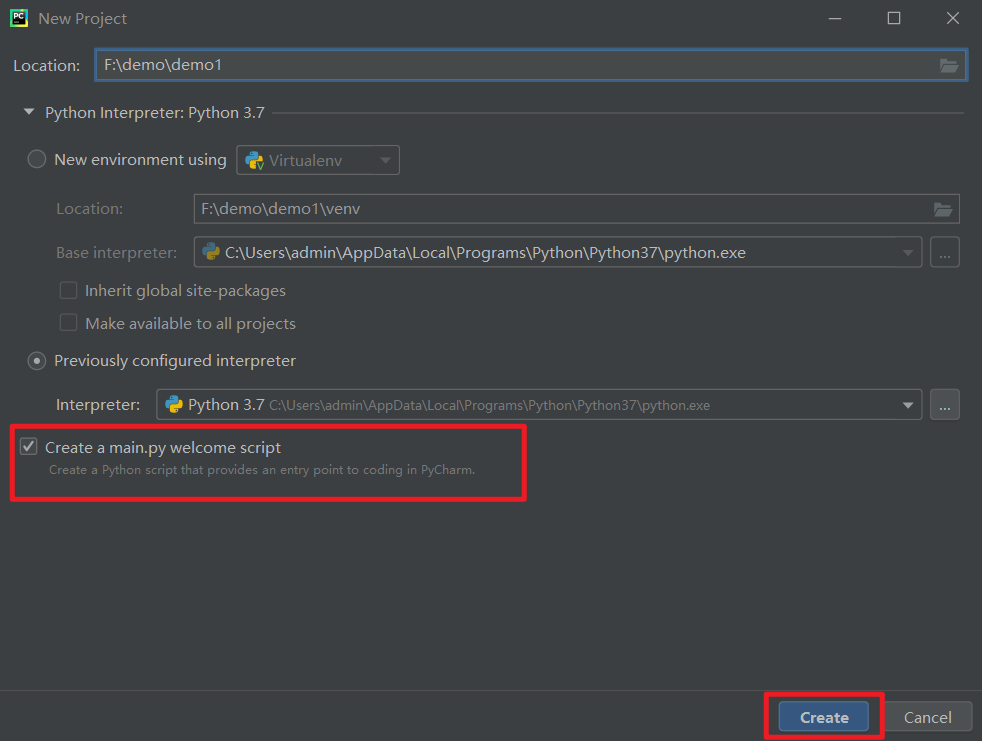 New Project
Location: F:\demo\demo1
Python Interpreter: Python 3.7
New environment using Virtualenv
Location: F:\demo\demo1\venv
Base interpreter: C:\Users\admin\AppData\Local\Programs\Python\Python37\python.exe ...
Inherit global site-packages
Make available to all projects
Previously configured interpreter
Interpreter: Python 3.7 C:\Users\admin\AppData\Local\Programs\Python\Python37\python.exe ...
Create a main.py welcome script
Create a Python script that provides an entry point to coding in PyCharm.
Create Cancel